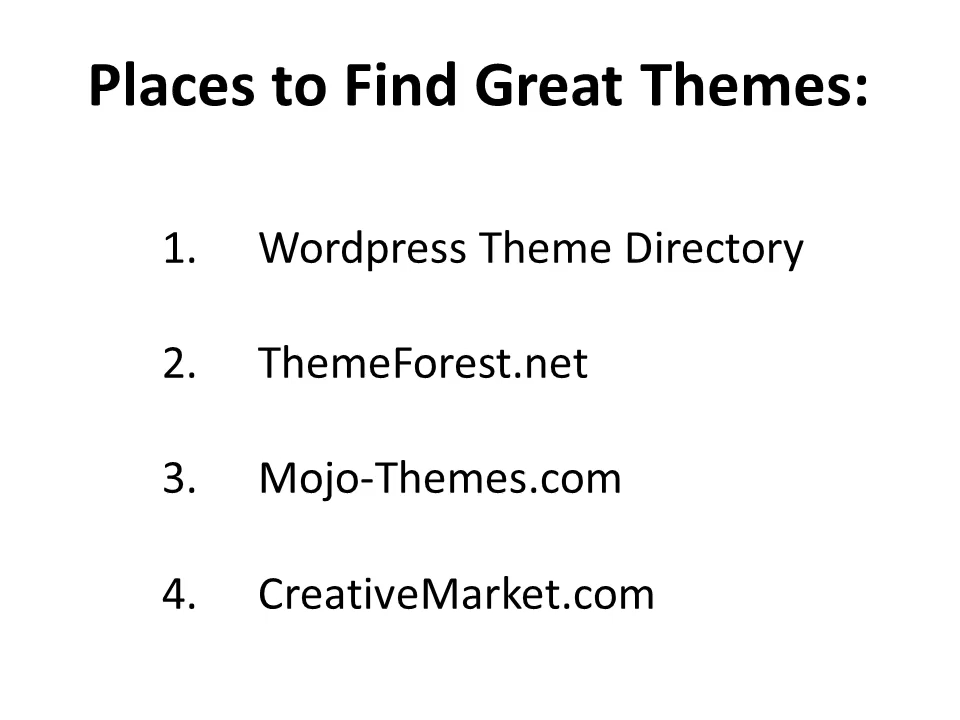 Places to Find Great Themes:
1. Wordpress Theme Directory
2. ThemeForest.net
3. Mojo-Themes.com
4. CreativeMarket.com